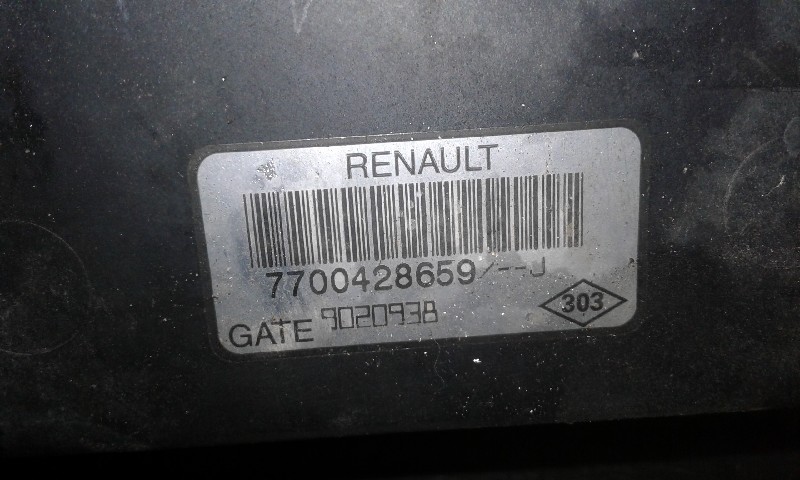 RENAULT
7700428659/--J
303
GATE 9020938